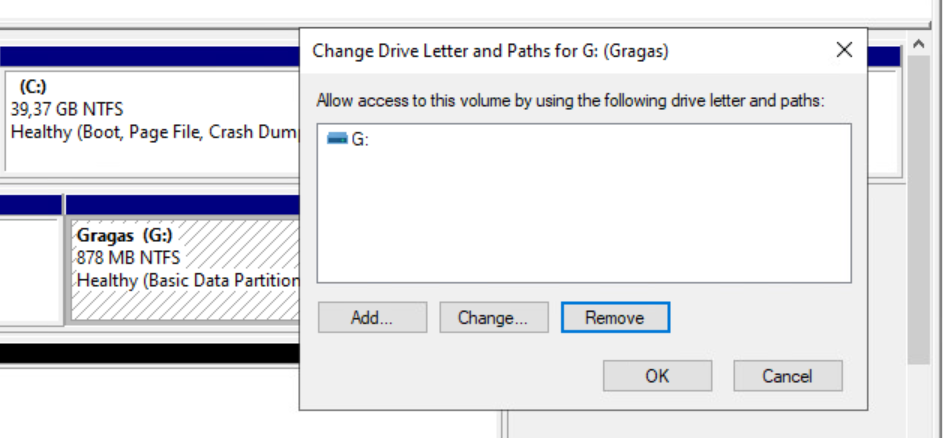 Change Drive Letter and Paths for G: (Gragas)
Allow access to this volume by using the following drive letter and paths:
G:
Add...
Change...
Remove
OK
Cancel
(C:)
39,37 GB NTFS
Healthy (Boot, Page File, Crash Dump
Gragas (G:)
878 MB NTFS
Healthy (Basic Data Partition